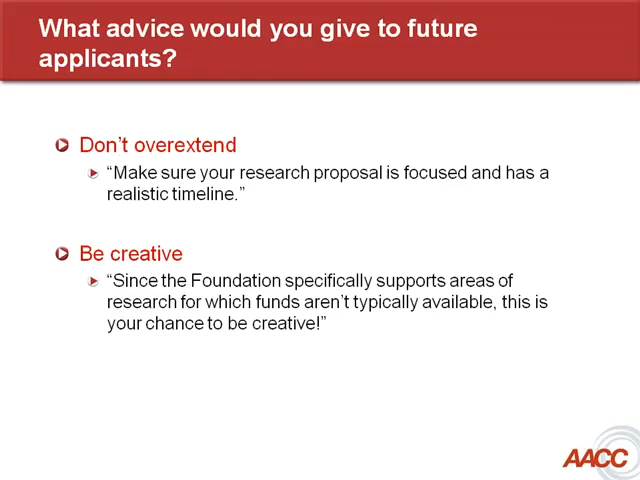 What advice would you give to future
applicants?
Don’t overextend
“Make sure your research proposal is focused and has a
realistic timeline.”
Be creative
“Since the Foundation specifically supports areas of
research for which funds aren’t typically available, this is
your chance to be creative!”
AACC